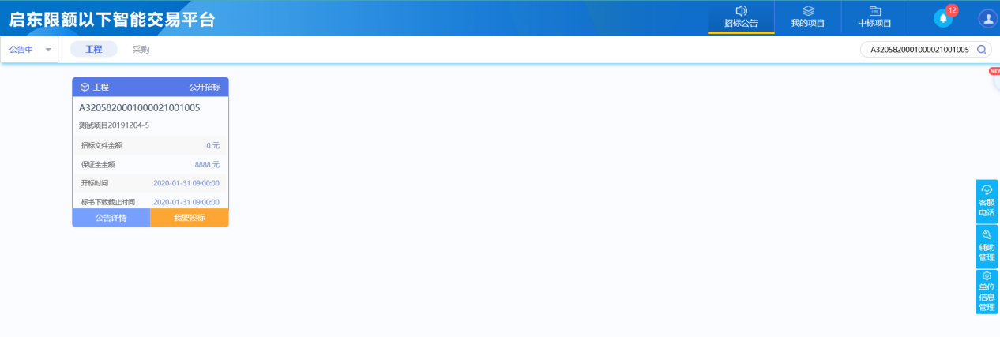 启东限额以下智能交易平台
招标公告
我的项目
中标项目
12
公告中
工程
采购
A3205820001000021001005
NEW
工程
公开招标
A3205820001000021001005
测试项目20191204-5
招标文件金额
0 元
保证金金额
8888 元
开标时间
2020-01-31 09:00:00
标书下载截止时间
2020-01-31 09:00:00
公告详情
我要投标
客服
电话
辅助
管理
单位
信息
管理